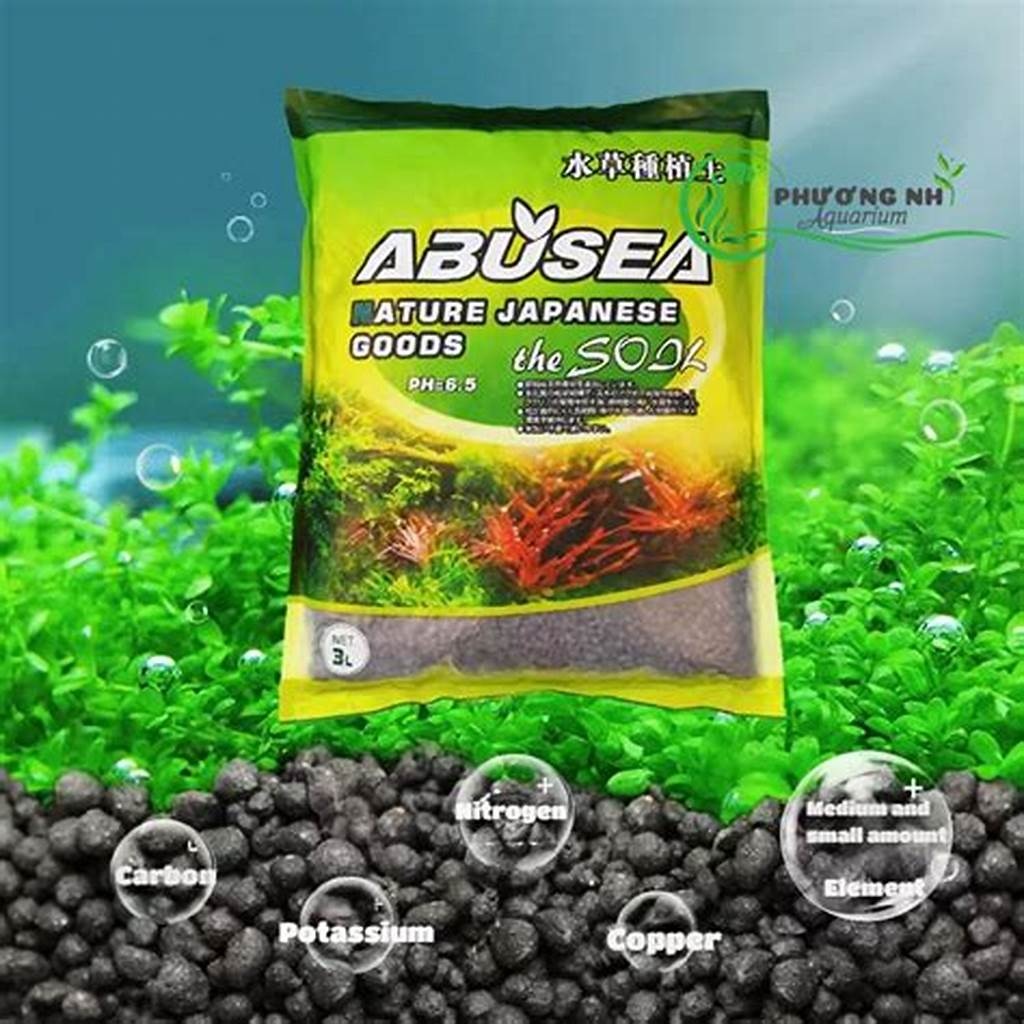 水草種植土
PHƯƠNG NHI
Aquarium
ABUSEA
NATURE JAPANESE
GOODS
the SOIL
PH=6.5
NET
3L
Nitrogen
Medium and
small amount
Element
Carbon
Potassium
Copper